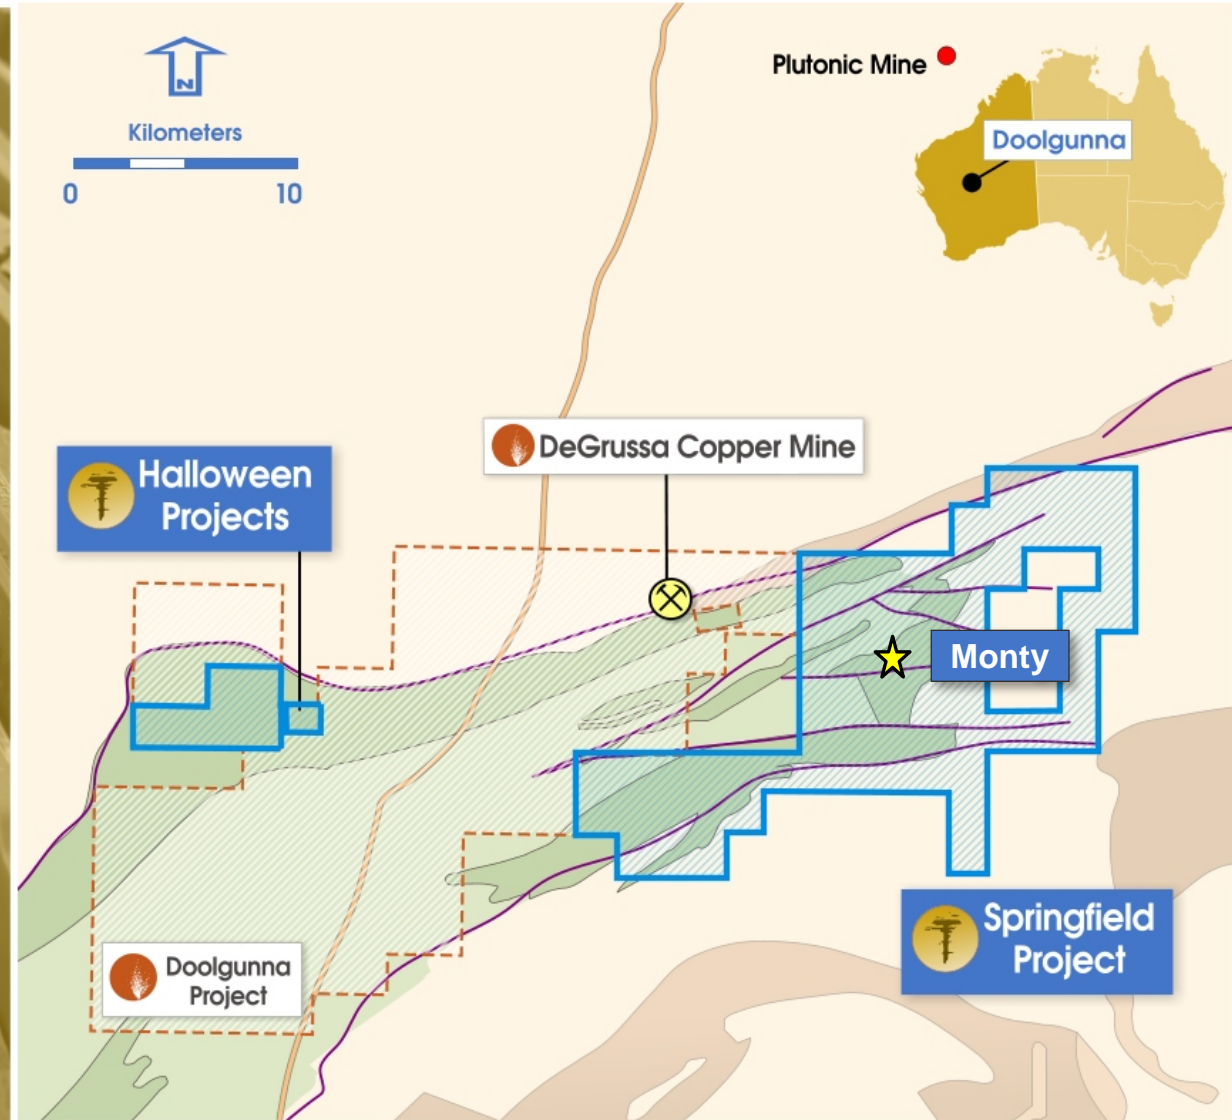 N
Kilometers
0 10
Plutonic Mine
Doolgunna
DeGrussa Copper Mine
Halloween
Projects
Monty
Springfield
Project
Doolgunna
Project